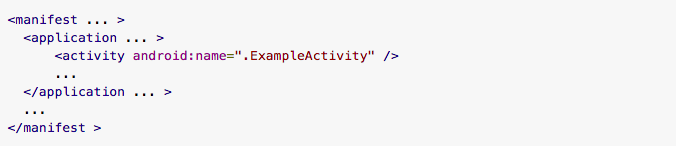 <manifest ... >
<application ... >
<activity android:name=".ExampleActivity" />
...
</application ... >
...
</manifest >